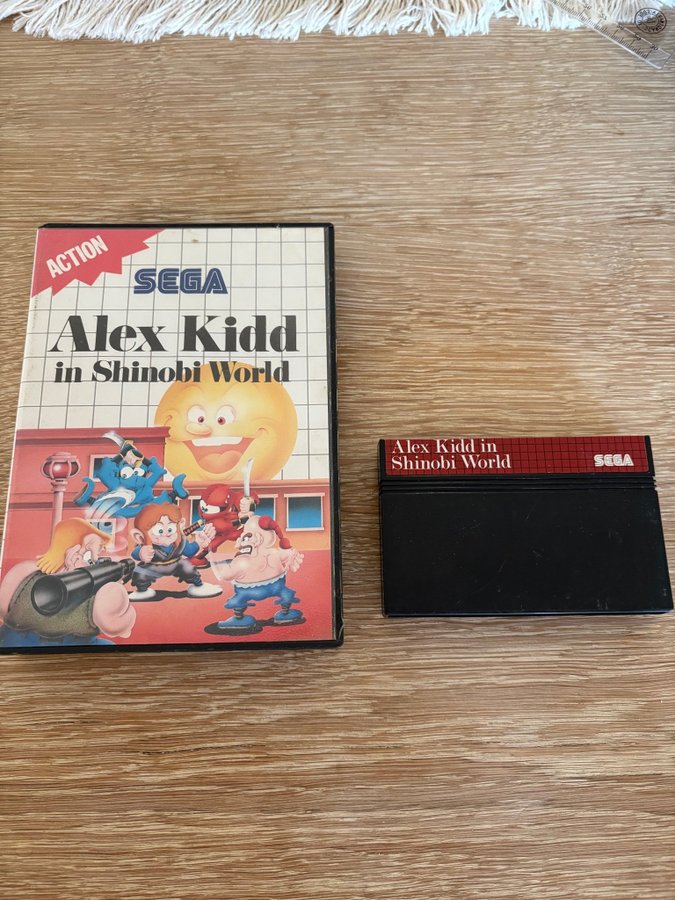 ACTION
SEGA
Alex Kidd
in Shinobi World
Alex Kidd in
Shinobi World
SEGA